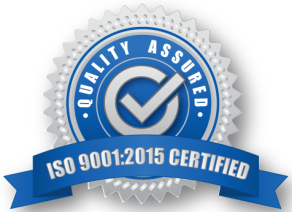 • QUALITY ASSURED •
ISO 9001:2015 CERTIFIED